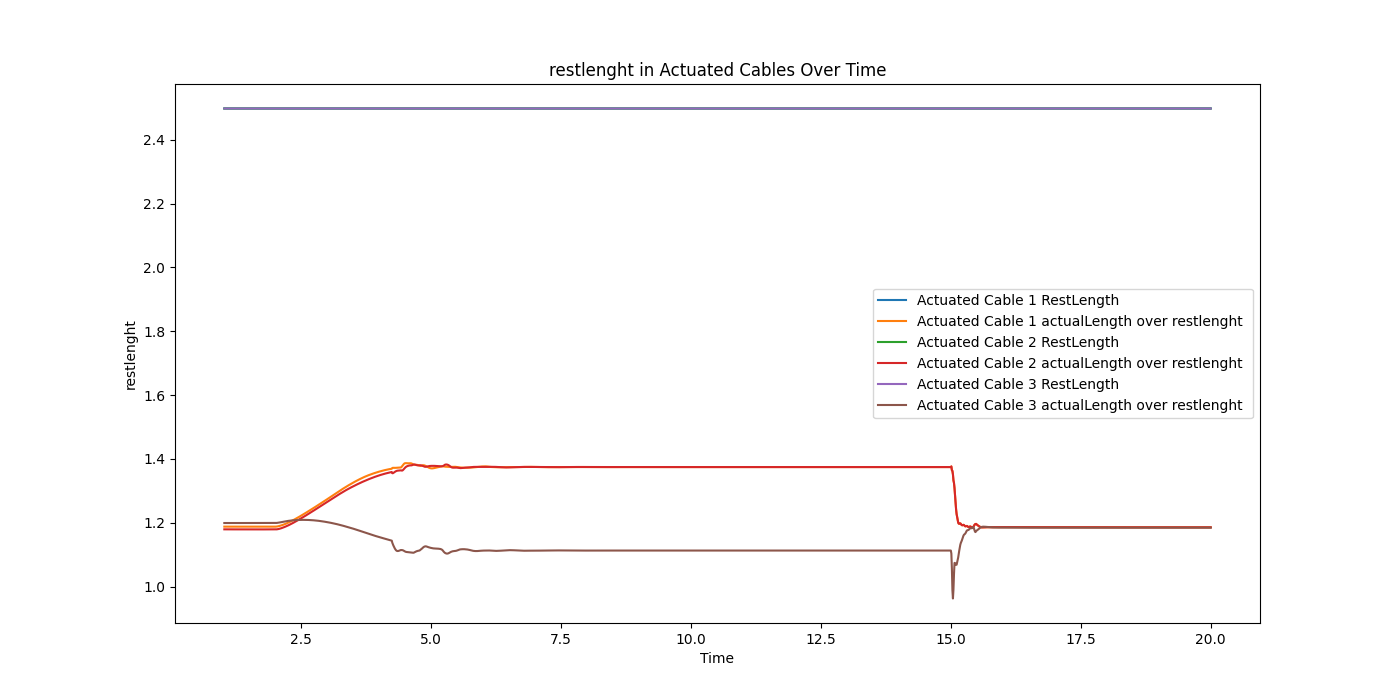 restlenght in Actuated Cables Over Time
restlenght
2.4
2.2
2.0
1.8
1.6
1.4
1.2
1.0
Actuated Cable 1 RestLength
Actuated Cable 1 actualLength over restlenght
Actuated Cable 2 RestLength
Actuated Cable 2 actualLength over restlenght
Actuated Cable 3 RestLength
Actuated Cable 3 actualLength over restlenght
2.5 5.0 7.5 10.0 12.5 15.0 17.5 20.0
Time